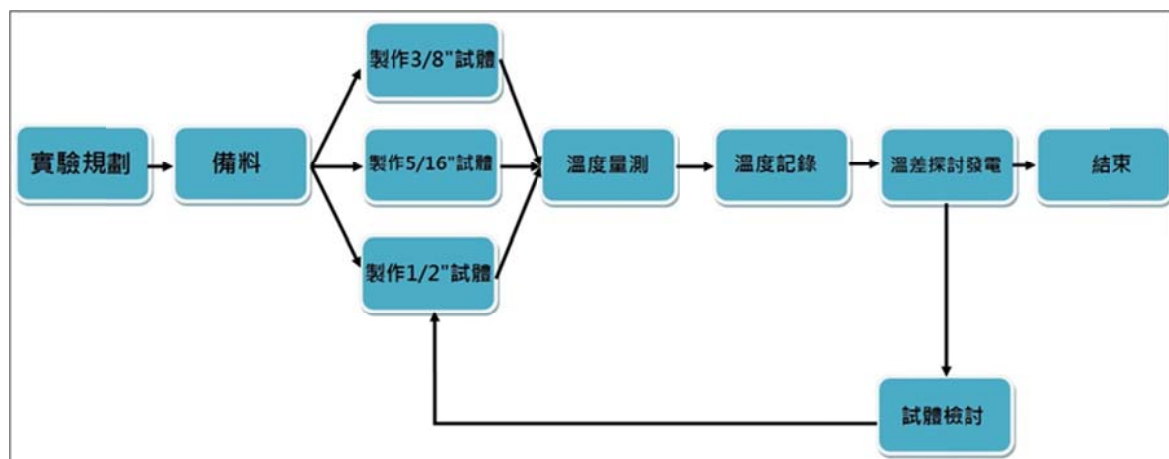 實驗規劃
備料
製作3/8"試體
製作5/16"試體
製作1/2"試體
溫度量測
溫度記錄
溫差探討發電
結束
試體檢討